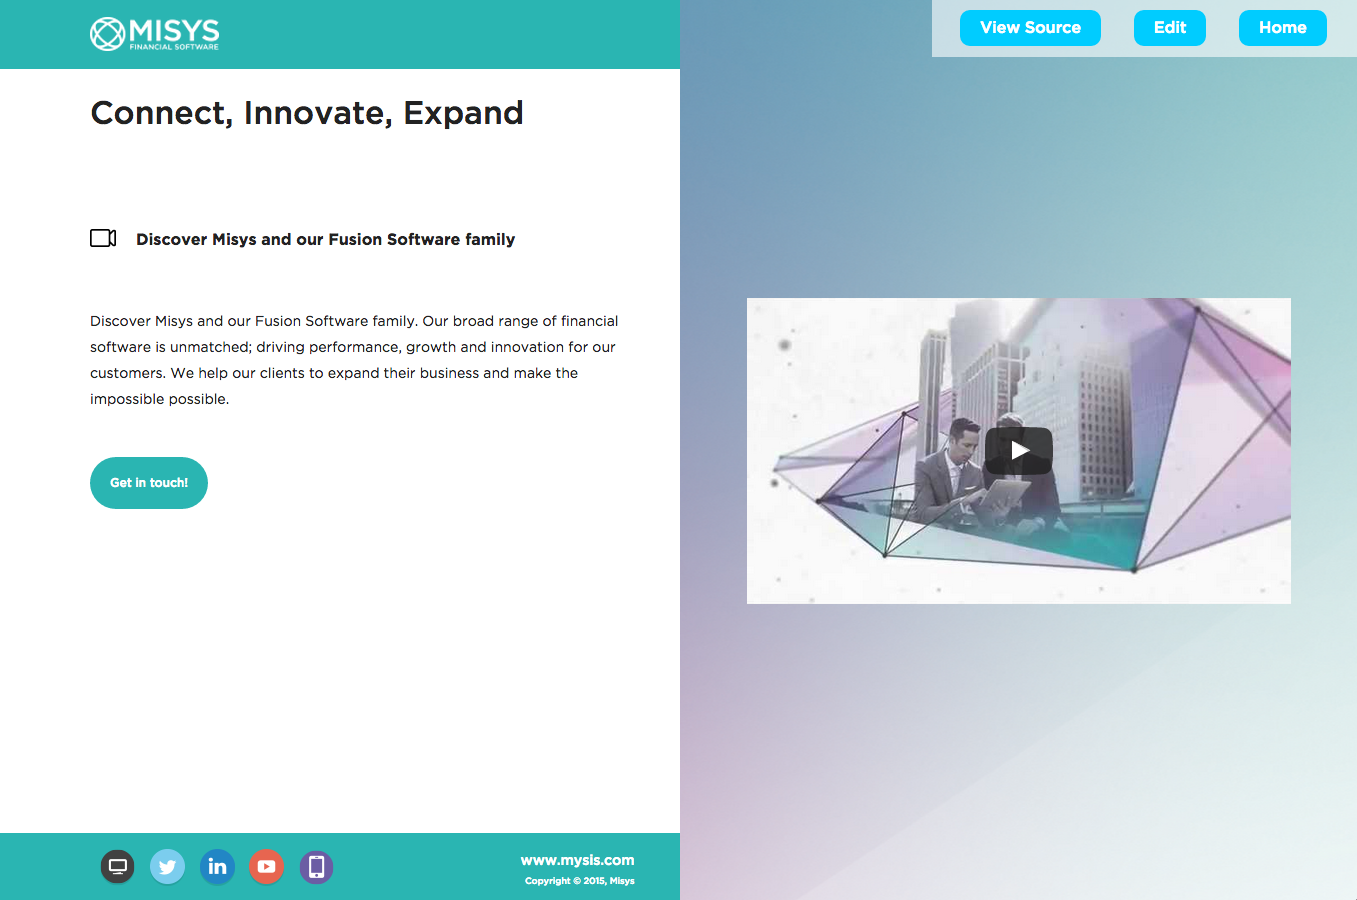 MISYS
FINANCIAL SOFTWARE
View Source
Edit
Home
Connect, Innovate, Expand
Discover Misys and our Fusion Software family
Discover Misys and our Fusion Software family. Our broad range of financial
software is unmatched; driving performance, growth and innovation for our
customers. We help our clients to expand their business and make the
impossible possible.
Get in touch!
in
www.mysis.com
Copyright © 2015, Misys